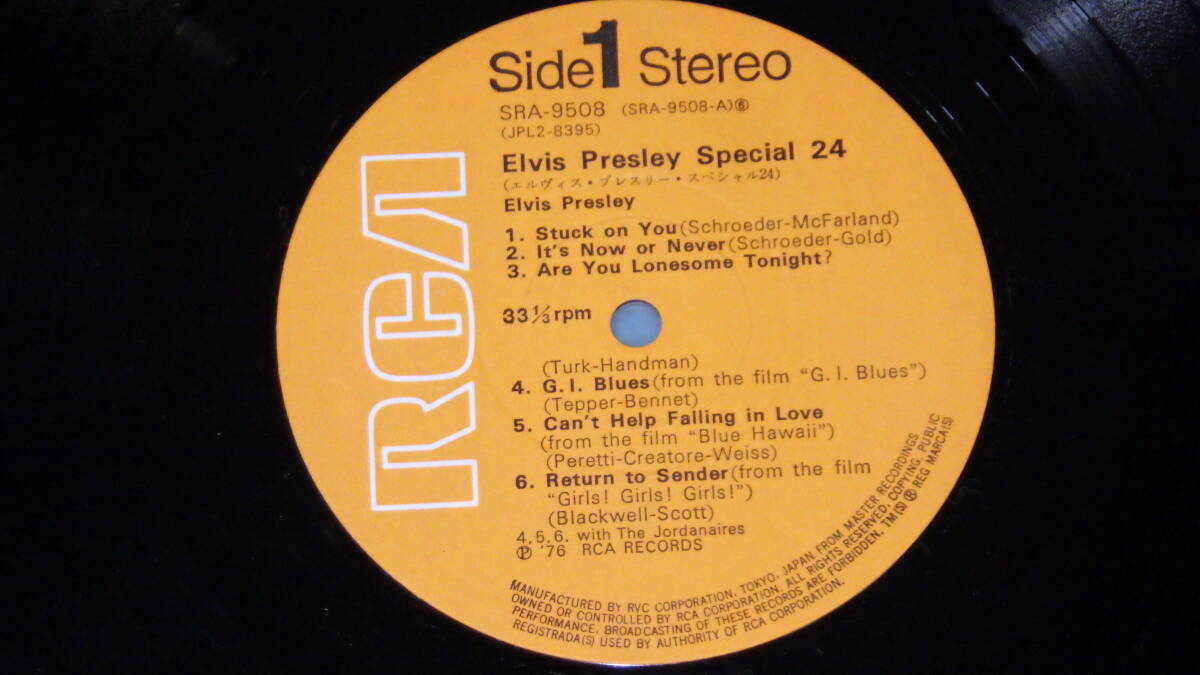 Side 1 Stereo
SRA-9508 (SRA-9508-A)⑥
(JPL2-8395)
Elvis Presley Special 24
(エルヴィス・プレスリー・スペシャル24)
Elvis Presley
1. Stuck on You(Schroeder-McFarland)
2. It's Now or Never(Schroeder-Gold)
3. Are You Lonesome Tonight?
33⅓rpm
(Turk-Handman)
4. G.I. Blues(from the film "G.I. Blues")
(Tepper-Bennet)
5. Can't Help Falling in Love
(from the film "Blue Hawaii")
(Peretti-Creatore-Weiss)
6. Return to Sender(from the film
"Girls! Girls! Girls!")
(Blackwell-Scott)
4.5.6. with The Jordanaires
Ⓟ '76 RCA RECORDS
RCA
MANUFACTURED BY RVC CORPORATION, TOKYO, JAPAN, FROM MASTER RECORDINGS
OWNED OR CONTROLLED BY RCA CORPORATION. ALL RIGHTS RESERVED, COPYING, PUBLIC
PERFORMANCE, BROADCASTING OF THESE RECORDS ARE FORBIDDEN. TM(S) ® REG MARCA(S)
REGISTRADA(S) USED BY AUTHORITY OF RCA CORPORATION.